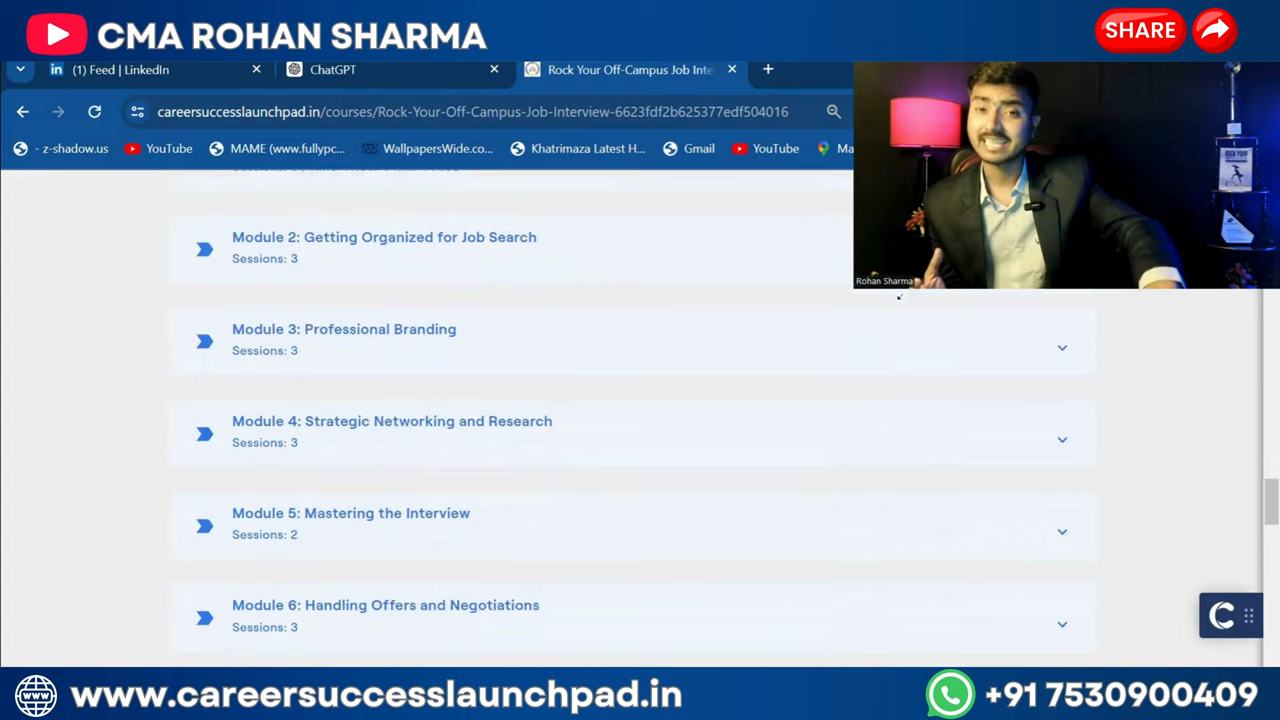 CMA ROHAN SHARMA
SHARE
(1) Feed | LinkedIn
ChatGPT
Rock Your Off-Campus Job Inte
careersuccesslaunchpad.in/courses/Rock-Your-Off-Campus-Job-Interview-6623fdf2b625377edf504016
- z-shadow.us
YouTube
MAME (www.fullypc...
WallpapersWide.co...
Khatrimaza Latest H...
Gmail
YouTube
Ma
Module 2: Getting Organized for Job Search
Sessions: 3
Rohan Sharma
Module 3: Professional Branding
Sessions: 3
Module 4: Strategic Networking and Research
Sessions: 3
Module 5: Mastering the Interview
Sessions: 2
Module 6: Handling Offers and Negotiations
Sessions: 3
www.careersuccesslaunchpad.in
+91 7530900409